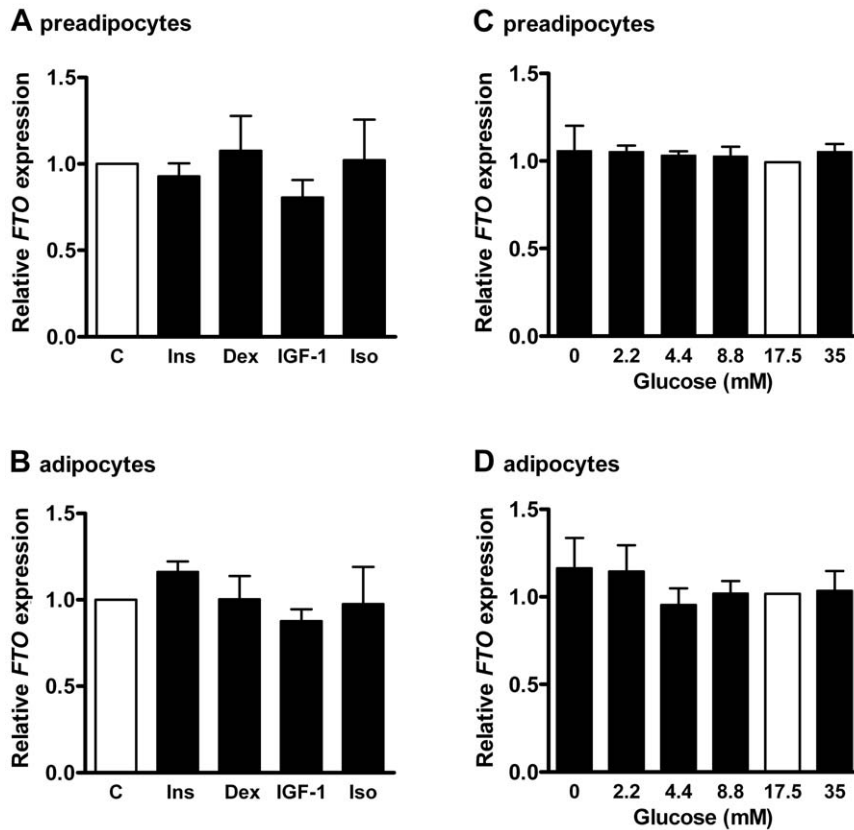 A preadipocytes
Relative FTO expression
1.5
1.0
0.5
0.0
C Ins Dex IGF-1 Iso
C preadipocytes
Relative FTO expression
1.5
1.0
0.5
0.0
0 2.2 4.4 8.8 17.5 35
Glucose (mM)
B adipocytes
Relative FTO expression
1.5
1.0
0.5
0.0
C Ins Dex IGF-1 Iso
D adipocytes
Relative FTO expression
1.5
1.0
0.5
0.0
0 2.2 4.4 8.8 17.5 35
Glucose (mM)